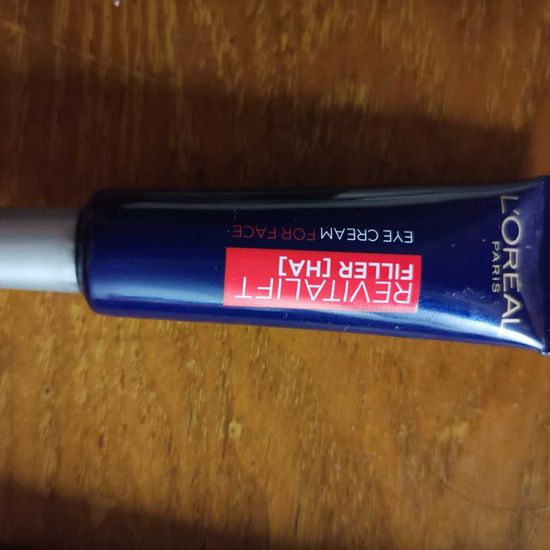 L'ORÉAL
PARIS
REVITALIFT
FILLER [HA]
EYE CREAM FOR FACE